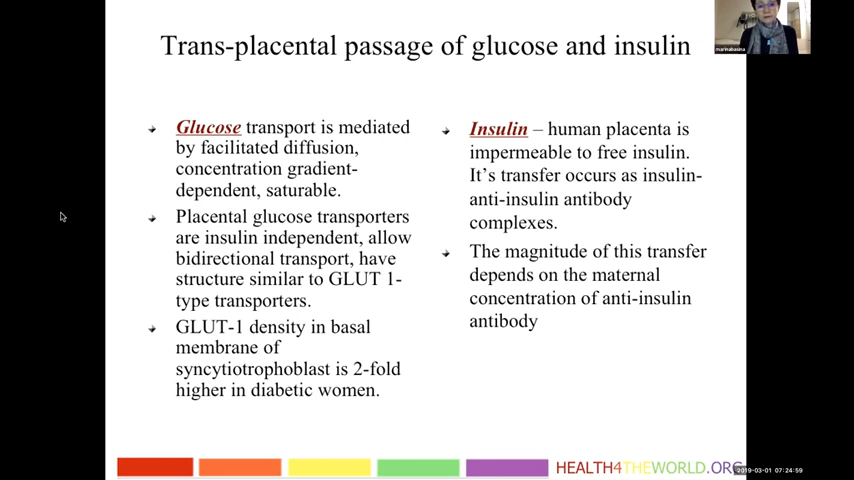 Trans-placental passage of glucose and insulin
marinabasina
Glucose transport is mediated
by facilitated diffusion,
concentration gradient-
dependent, saturable.
Placental glucose transporters
are insulin independent, allow
bidirectional transport, have
structure similar to GLUT 1-
type transporters.
GLUT-1 density in basal
membrane of
syncytiotrophoblast is 2-fold
higher in diabetic women.
Insulin – human placenta is
impermeable to free insulin.
It’s transfer occurs as insulin-
anti-insulin antibody
complexes.
The magnitude of this transfer
depends on the maternal
concentration of anti-insulin
antibody
HEALTH4THEWORLD.ORG
2019-03-01 07:24:59